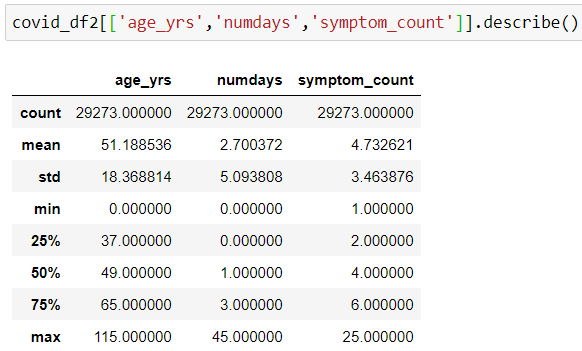 covid_df2[['age_yrs','numdays','symptom_count']].describe()
age_yrs numdays symptom_count
count 29273.000000 29273.000000 29273.000000
mean 51.188536 2.700372 4.732621
std 18.368814 5.093808 3.463876
min 0.000000 0.000000 1.000000
25% 37.000000 0.000000 2.000000
50% 49.000000 1.000000 4.000000
75% 65.000000 3.000000 6.000000
max 115.000000 45.000000 25.000000